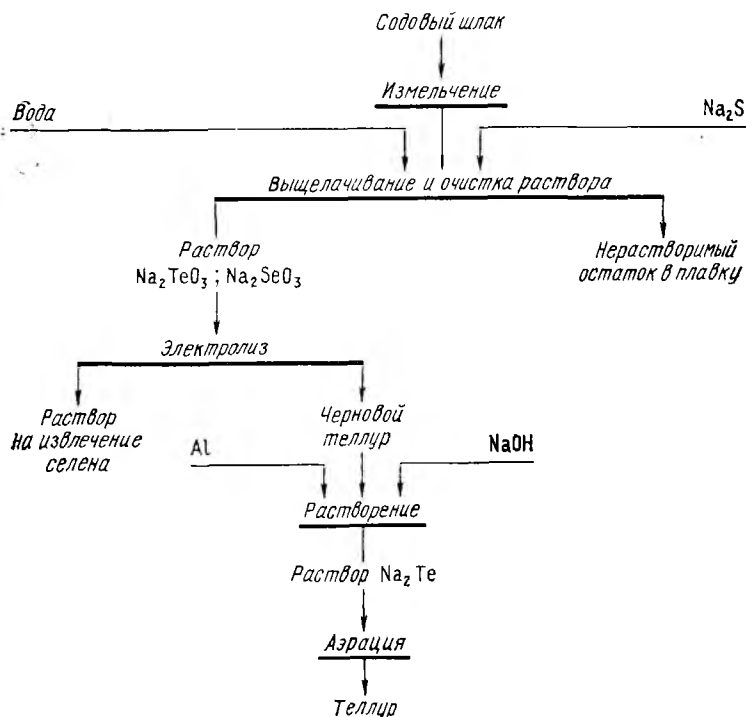 Содовый шлак
Измельчение
Вода
Na₂S
Выщелачивание и очистка раствора
Раствор
Na₂TeO₃ ; Na₂SeO₃
Нерастворимый
остаток в плавку
Электролиз
Раствор
на извлечение
селена
Черновой
теллур
Al
NaOH
Растворение
Раствор Na₂Te
Аэрация
Теллур